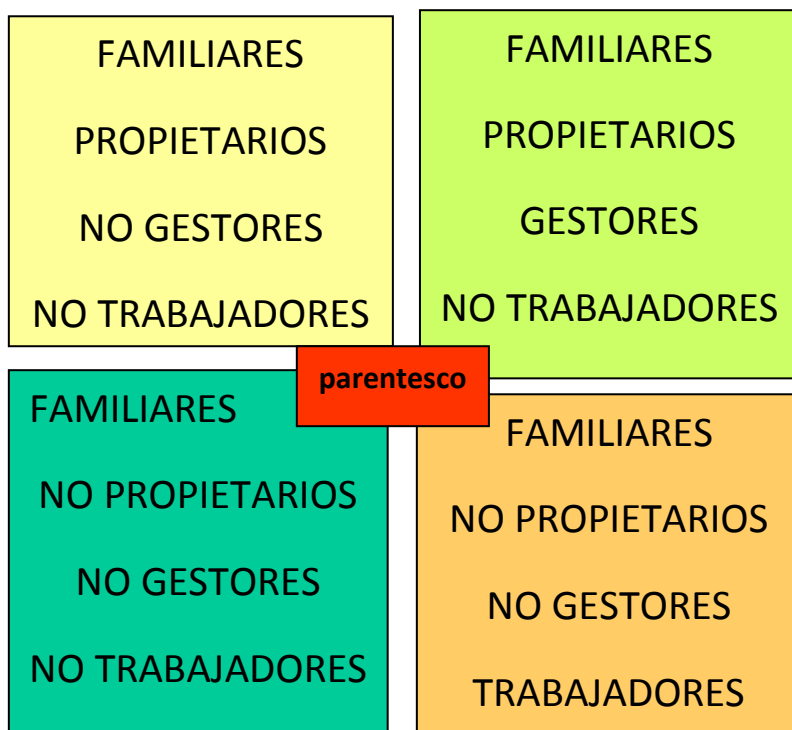 FAMILIARES
PROPIETARIOS
NO GESTORES
NO TRABAJADORES
FAMILIARES
PROPIETARIOS
GESTORES
NO TRABAJADORES
parentesco
FAMILIARES
NO PROPIETARIOS
NO GESTORES
NO TRABAJADORES
FAMILIARES
NO PROPIETARIOS
NO GESTORES
TRABAJADORES